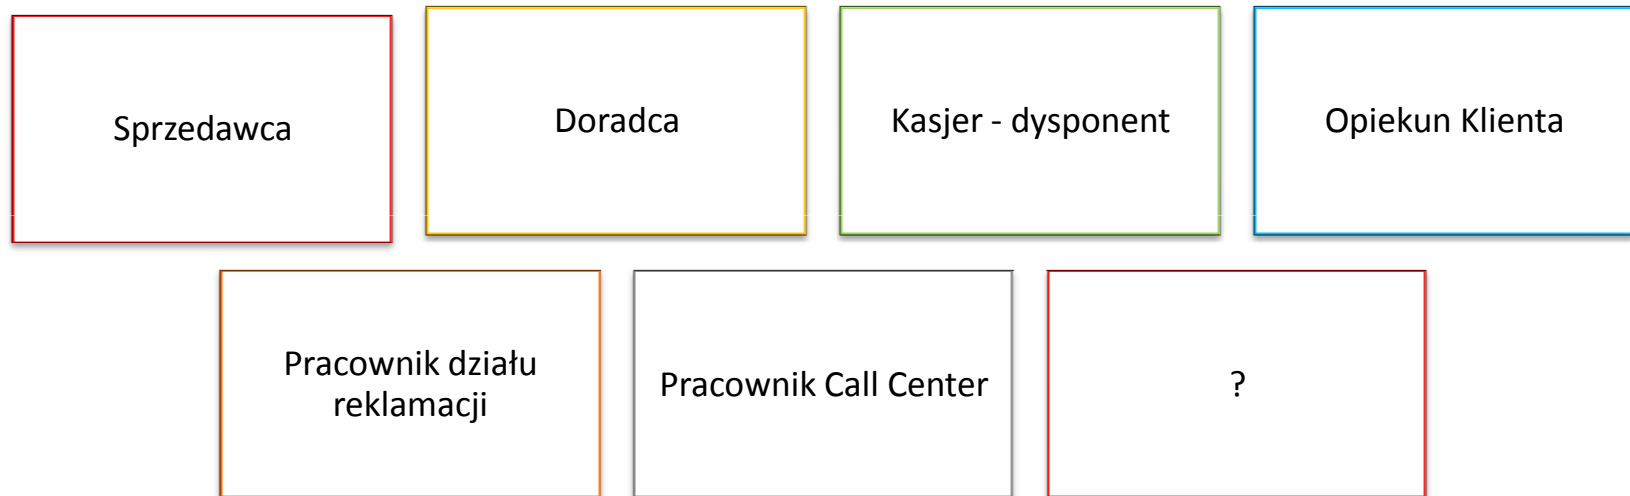 Sprzedawca
Doradca
Kasjer - dysponent
Opiekun Klienta
Pracownik działu
reklamacji
Pracownik Call Center
?